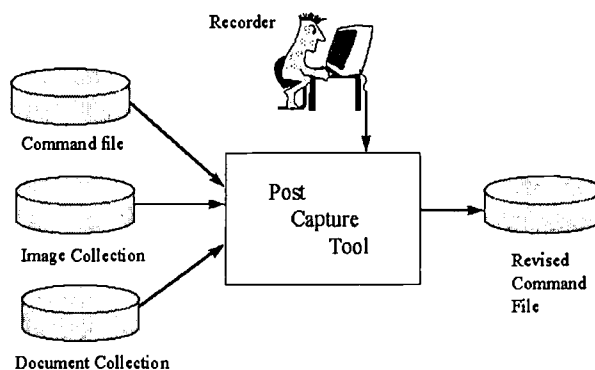 Recorder
Command file
Post
Capture
Tool
Image Collection
Revised
Command
File
Document Collection